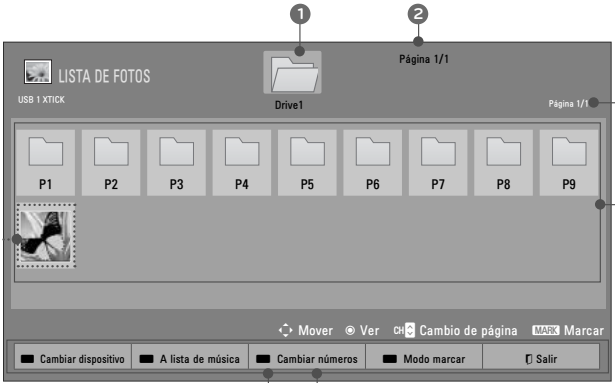 1 2
Página 1/1
LISTA DE FOTOS
USB 1 XTICK
Drive1
Página 1/1
P1 P2 P3 P4 P5 P6 P7 P8 P9
Mover Ver CH Cambio de página MARK Marcar
Cambiar dispositivo A lista de música Cambiar números Modo marcar Salir